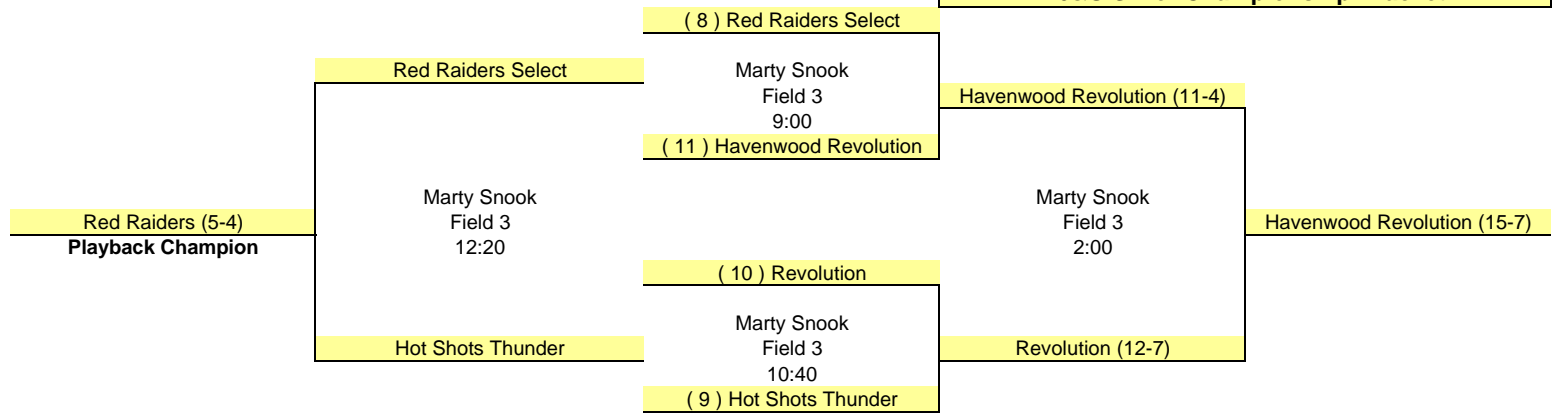 ( 8 ) Red Raiders Select
Red Raiders Select
Marty Snook
Field 3
9:00
Havenwood Revolution (11-4)
( 11 ) Havenwood Revolution
Marty Snook
Field 3
12:20
Marty Snook
Field 3
2:00
Red Raiders (5-4)
Playback Champion
Havenwood Revolution (15-7)
( 10 ) Revolution
Marty Snook
Field 3
10:40
Hot Shots Thunder
Revolution (12-7)
( 9 ) Hot Shots Thunder